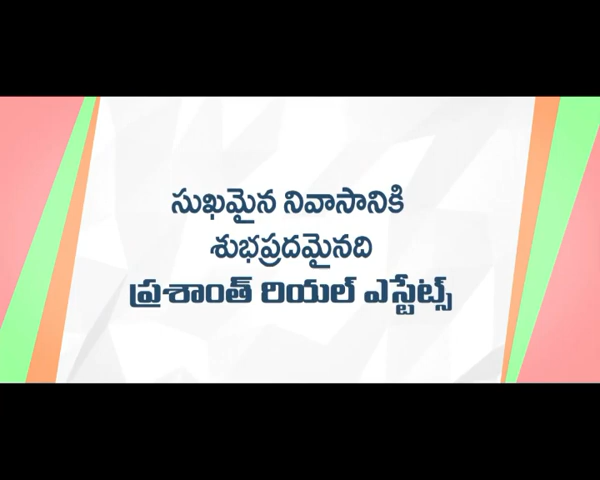 సుఖమైన నివాసానికి
శుభప్రదమైనది
ప్రశాంత్ రియల్ ఎస్టేట్స్